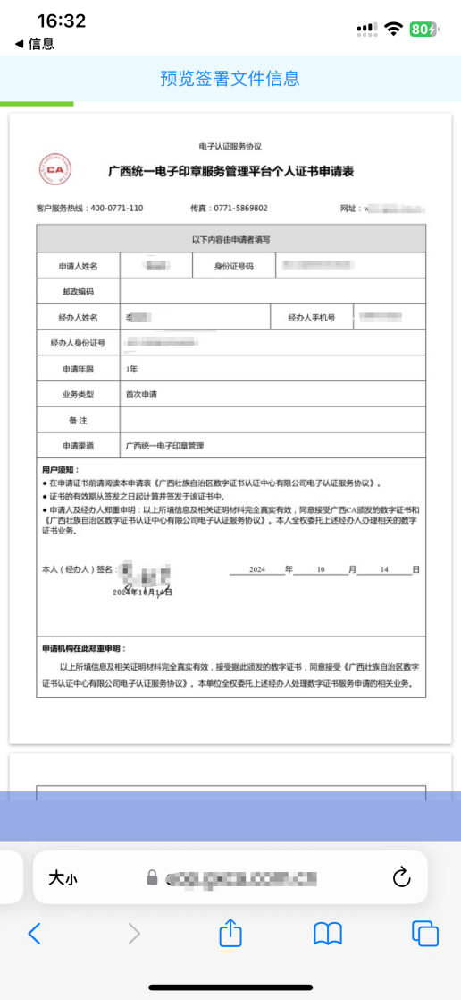 16:32
80
信息
预览签署文件信息
电子认证服务协议
CA
广西统一电子印章服务管理平台个人证书申请表
客户服务热线：400-0771-110 传真：0771-5869802 网址：w
以下内容由申请者填写
申请人姓名 身份证号码
邮政编码
经办人姓名 李 经办人手机号
经办人身份证号
申请年限 1年
业务类型 首次申请
备 注
申请渠道 广西统一电子印章管理
用户须知：
● 在申请证书前请阅读本申请表《广西壮族自治区数字证书认证中心有限公司电子认证服务协议》。
● 证书的有效期从签发之日起计算并签发于该证书中。
● 申请人及经办人郑重申明：以上所填信息及相关证明材料完全真实有效，同意接受广西CA颁发的数字证书和
《广西壮族自治区数字证书认证中心有限公司电子认证服务协议》。本人全权委托上述经办人办理相关的数字
证书业务。
本人（经办人）签名： 2024 年 10 月 14 日
2024年10月14日
申请机构在此郑重申明：
以上所填信息及相关证明材料完全真实有效，接受据此颁发的数字证书，同意接受《广西壮族自治区数字
证书认证中心有限公司电子认证服务协议》。本单位全权委托上述经办人处理数字证书服务申请的相关业务。
大小